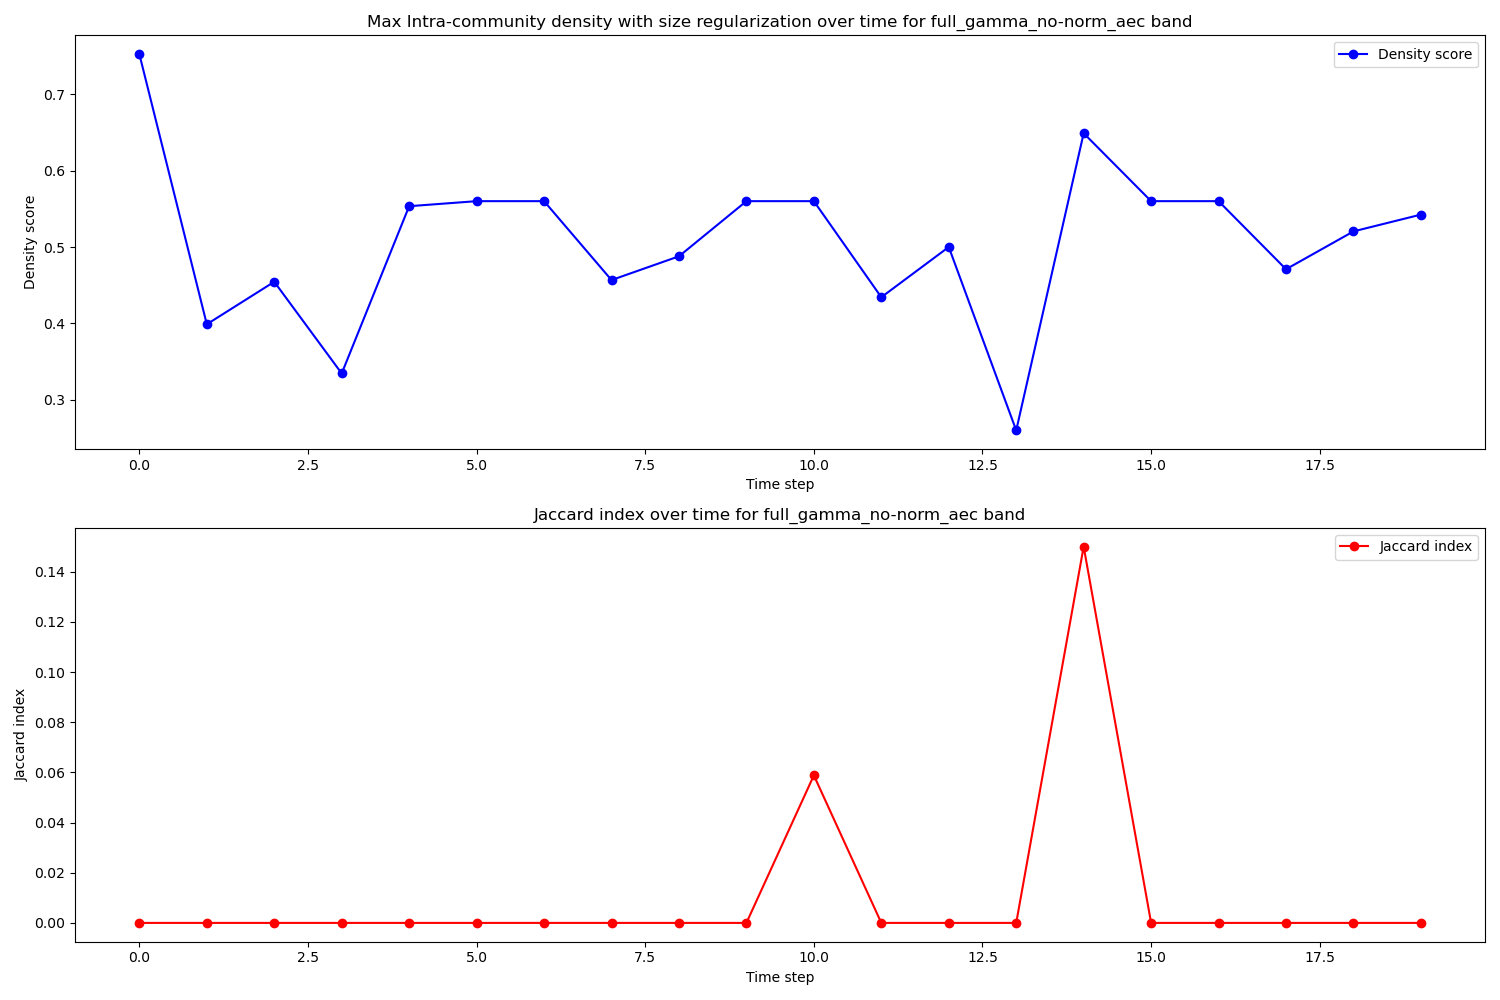 Max Intra-community density with size regularization over time for full_gamma_no-norm_aec band
Density score
0.7
0.6
0.5
0.4
0.3
Density score
0.0 2.5 5.0 7.5 10.0 12.5 15.0 17.5
Time step
Jaccard index over time for full_gamma_no-norm_aec band
Jaccard index
0.14
0.12
0.10
0.08
0.06
0.04
0.02
0.00
Jaccard index
0.0 2.5 5.0 7.5 10.0 12.5 15.0 17.5
Time step